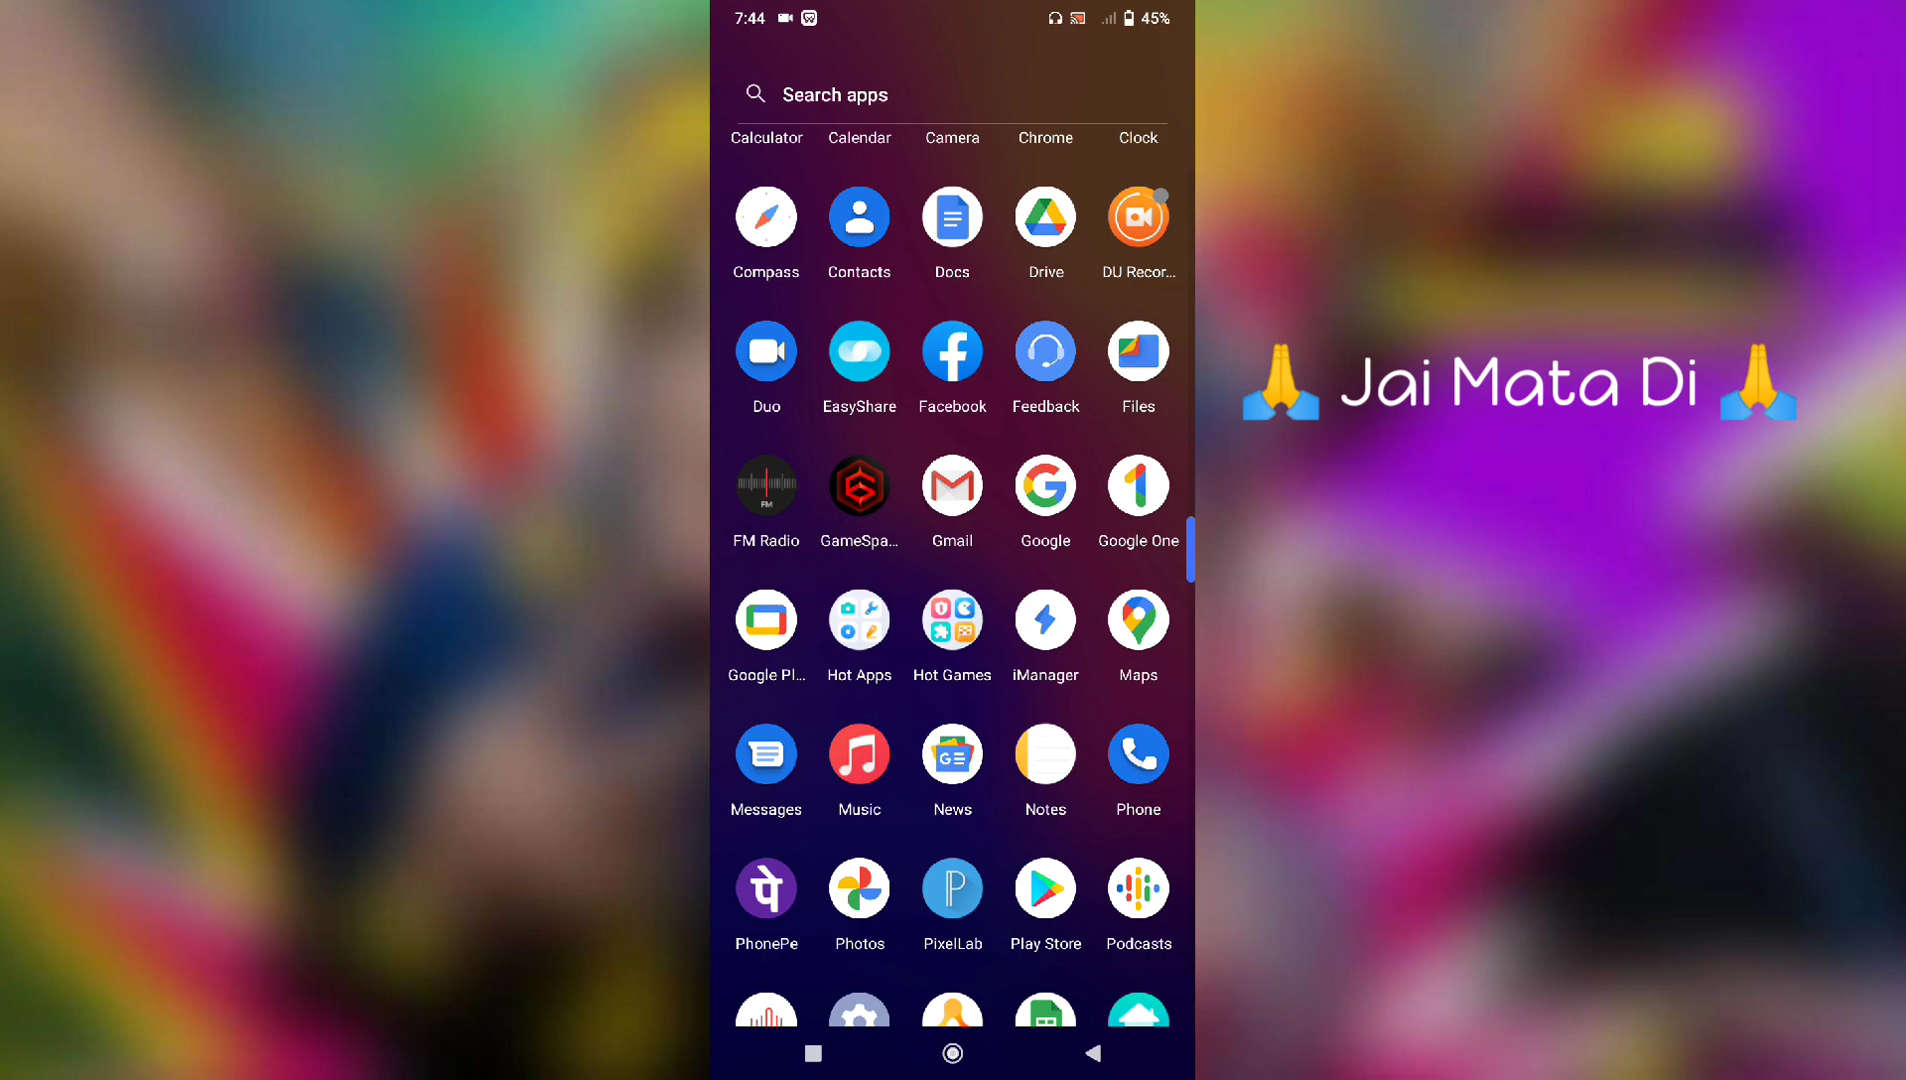 7:44 45%
Search apps
Calculator Calendar Camera Chrome Clock
Compass Contacts Docs Drive DU Recor...
Duo EasyShare Facebook Feedback Files
🙏 Jai Mata Di 🙏
FM
FM Radio GameSpa... Gmail Google Google One
Google Pl... Hot Apps Hot Games iManager Maps
GE
Messages Music News Notes Phone
पे P
PhonePe Photos PixelLab Play Store Podcasts